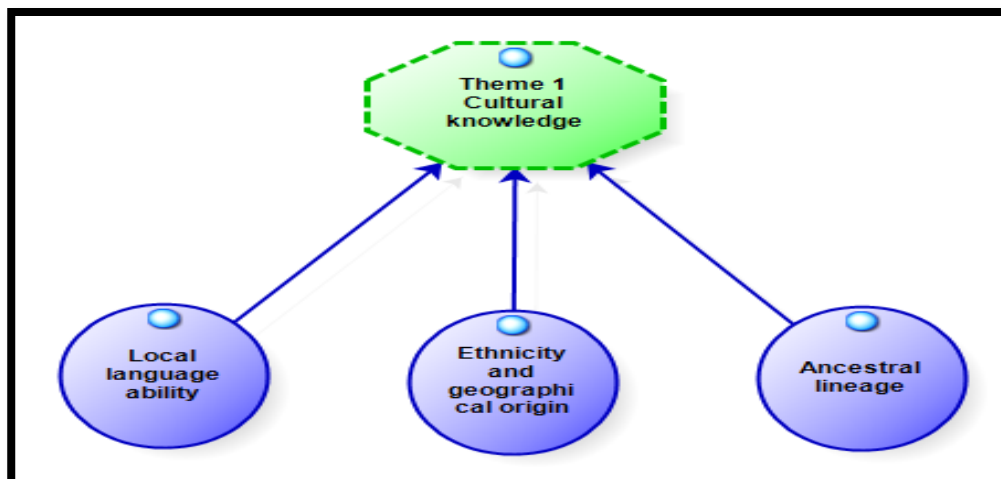 Theme 1
Cultural
knowledge
Local
language
ability
Ethnicity
and
geographi
cal origin
Ancestral
lineage